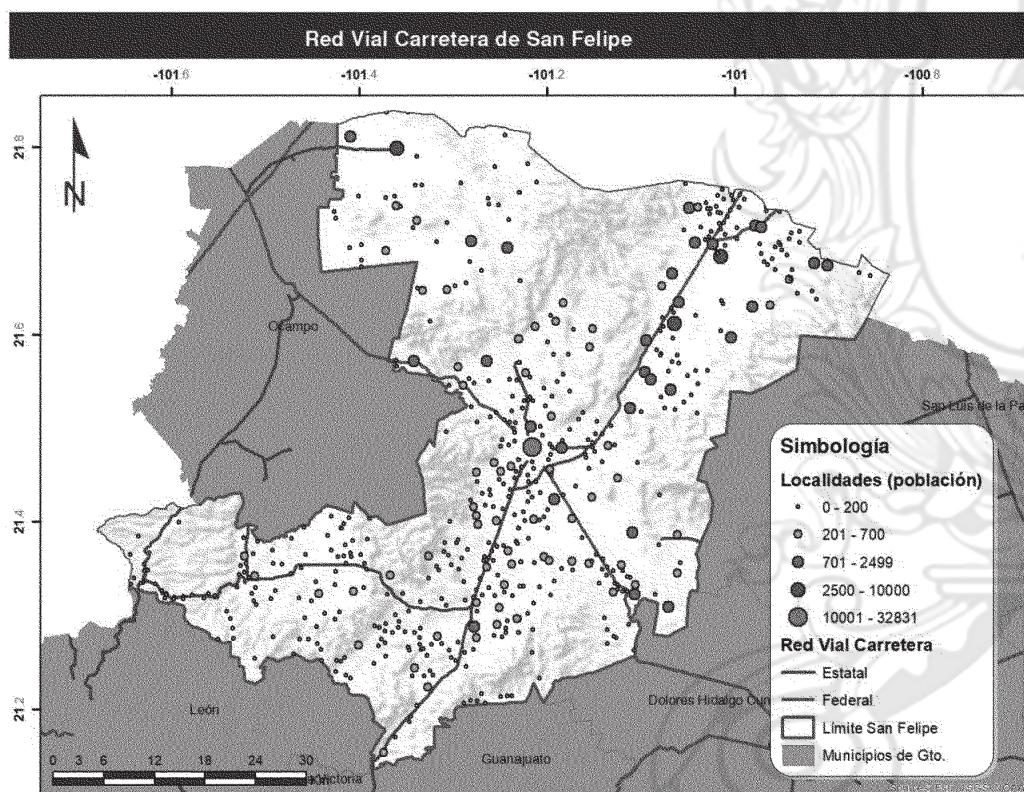 Red Vial Carretera de San Felipe
-101.6 -101.4 -101.2 -101 -100.8
21.8
21.6
21.4
21.2
N
Ocampo
San Luis de la Pa
León
Dolores Hidalgo Cun
Guanajuato
Victoria
0 3 6 12 18 24 30
Simbología
Localidades (población)
0 - 200
201 - 700
701 - 2499
2500 - 10000
10001 - 32831
Red Vial Carretera
Estatal
Federal
Límite San Felipe
Municipios de Gto.